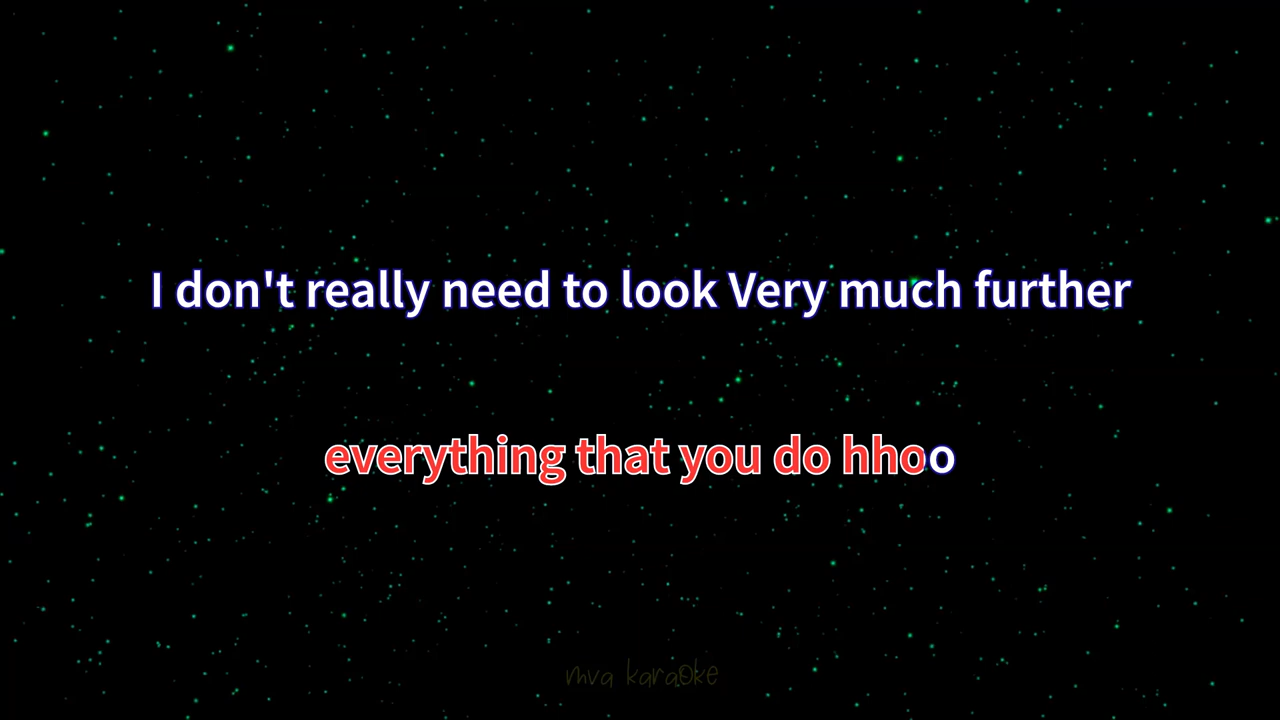 I don't really need to look Very much further
everything that you do hhoo
mva karaoke